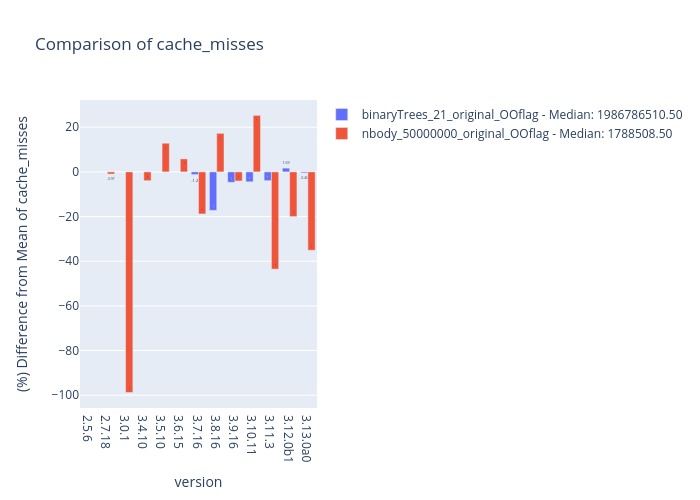 Comparison of cache_misses
binaryTrees_21_original_OOflag - Median: 1986786510.50
nbody_50000000_original_OOflag - Median: 1788508.50
(%) Difference from Mean of cache_misses
20
0
−20
−40
−60
−80
−100
2.5.6
2.7.18
3.0.1
3.4.10
3.5.10
3.6.15
3.7.16
3.8.16
3.9.16
3.10.11
3.11.3
3.12.0b1
3.13.0a0
version